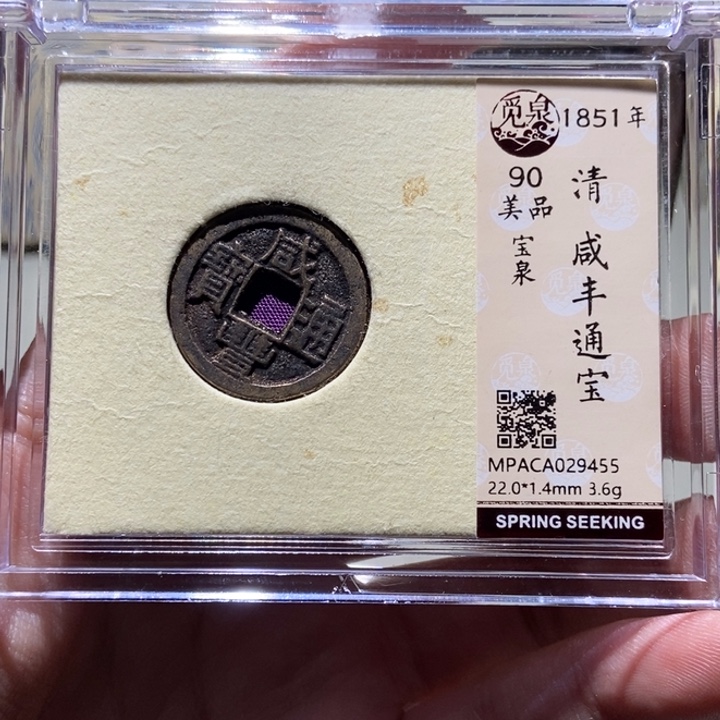 咸豐通寶
觅泉
1851年
90
美品
宝泉
清 咸丰通宝
MPACA029455
22.0*1.4mm 3.6g
SPRING SEEKING